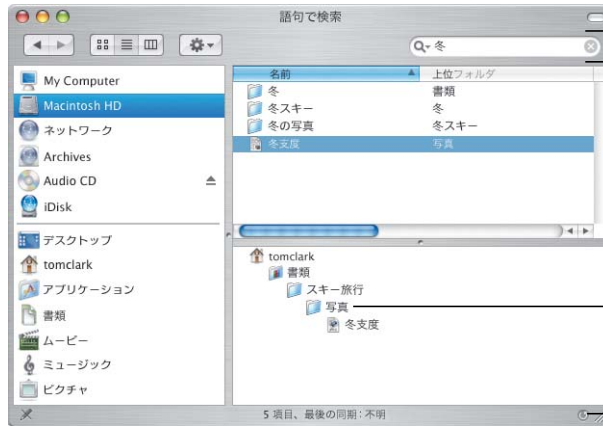 語句で検索
冬
My Computer
Macintosh HD
ネットワーク
Archives
Audio CD
iDisk
デスクトップ
tomclark
アプリケーション
書類
ムービー
ミュージック
ピクチャ
名前 上位フォルダ
冬 書類
冬スキー 冬
冬の写真 冬スキー
冬支度 写真
tomclark
書類
スキー旅行
写真
冬支度
5 項目、最後の同期:不明